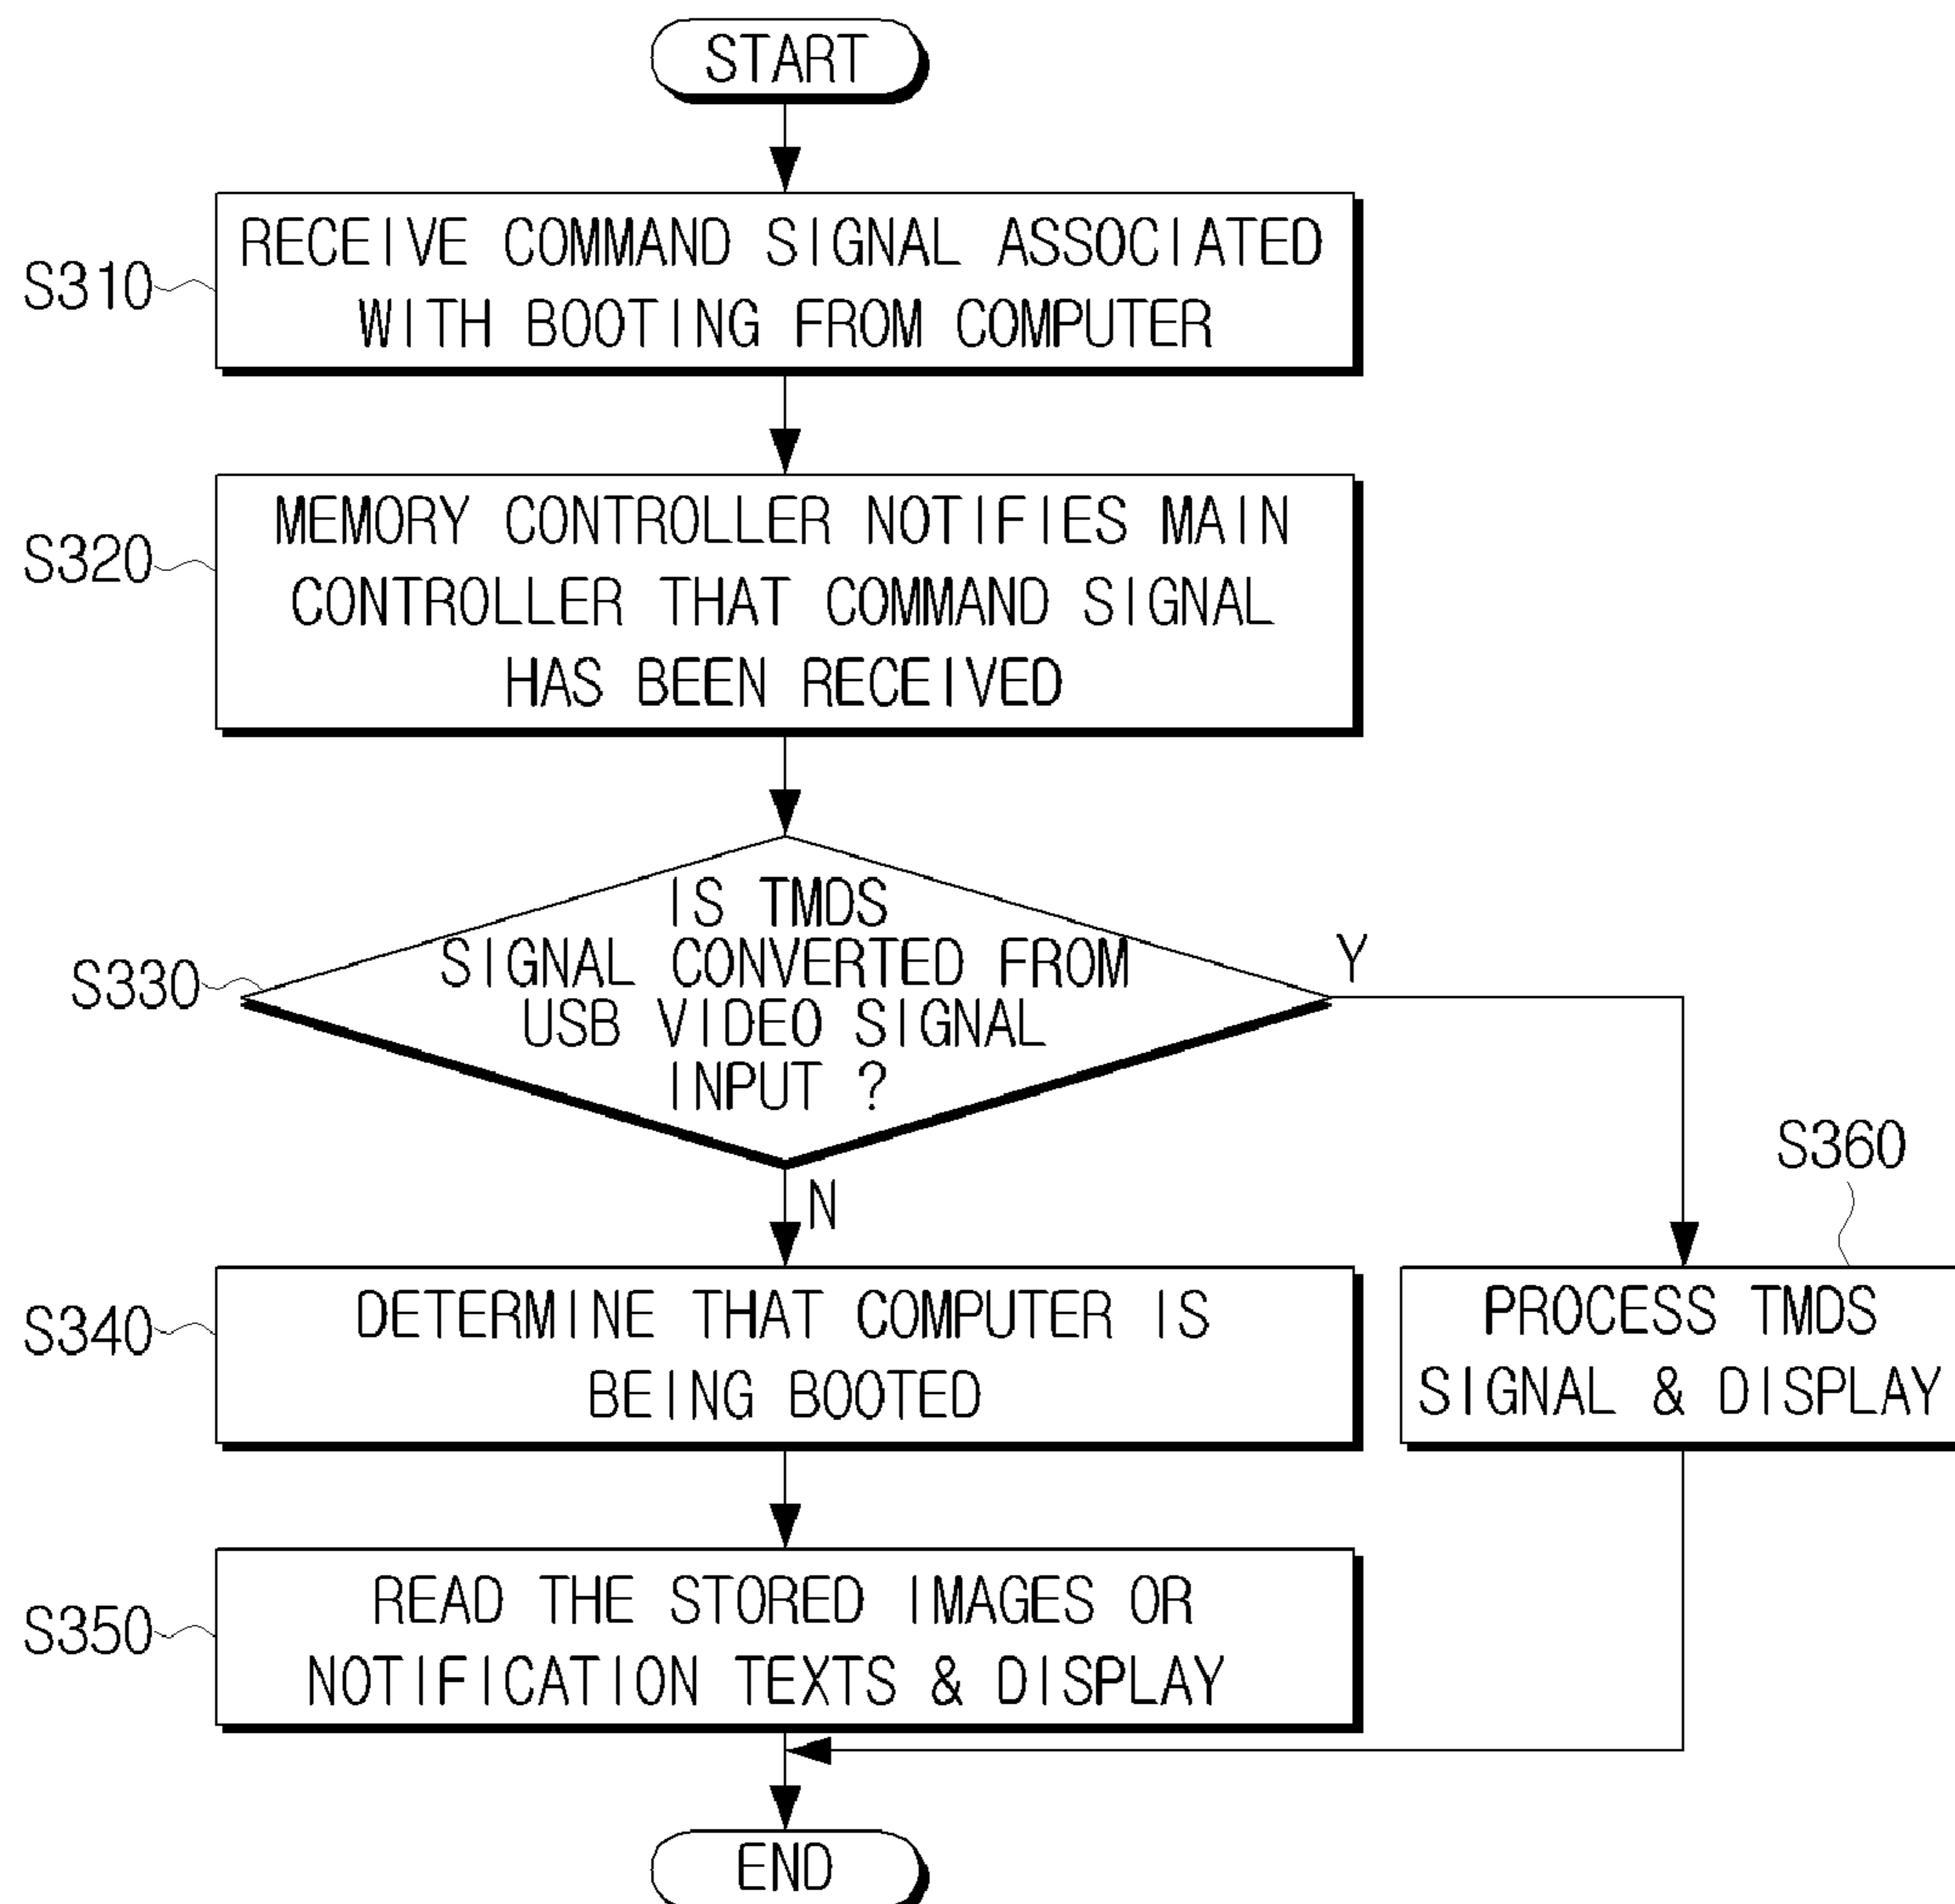 START
S310
RECEIVE COMMAND SIGNAL ASSOCIATED
WITH BOOTING FROM COMPUTER
S320
MEMORY CONTROLLER NOTIFIES MAIN
CONTROLLER THAT COMMAND SIGNAL
HAS BEEN RECEIVED
S330
IS TMDS
SIGNAL CONVERTED FROM
USB VIDEO SIGNAL
INPUT ?
Y
N
S340
DETERMINE THAT COMPUTER IS
BEING BOOTED
S360
PROCESS TMDS
SIGNAL & DISPLAY
S350
READ THE STORED IMAGES OR
NOTIFICATION TEXTS & DISPLAY
END